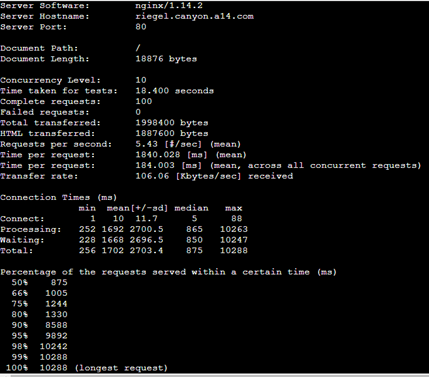 Server Software: nginx/1.14.2
Server Hostname: riegel.canyon.a14.com
Server Port: 80
Document Path: /
Document Length: 18876 bytes
Concurrency Level: 10
Time taken for tests: 18.400 seconds
Complete requests: 100
Failed requests: 0
Total transferred: 1998400 bytes
HTML transferred: 1887600 bytes
Requests per second: 5.43 [#/sec] (mean)
Time per request: 1840.028 [ms] (mean)
Time per request: 184.003 [ms] (mean, across all concurrent requests)
Transfer rate: 106.06 [Kbytes/sec] received
Connection Times (ms)
min mean[+/-sd] median max
Connect: 1 10 11.7 5 88
Processing: 252 1692 2700.5 865 10263
Waiting: 228 1668 2696.5 850 10247
Total: 256 1702 2703.4 875 10288
Percentage of the requests served within a certain time (ms)
50% 875
66% 1005
75% 1244
80% 1330
90% 8588
95% 9892
98% 10242
99% 10288
100% 10288 (longest request)